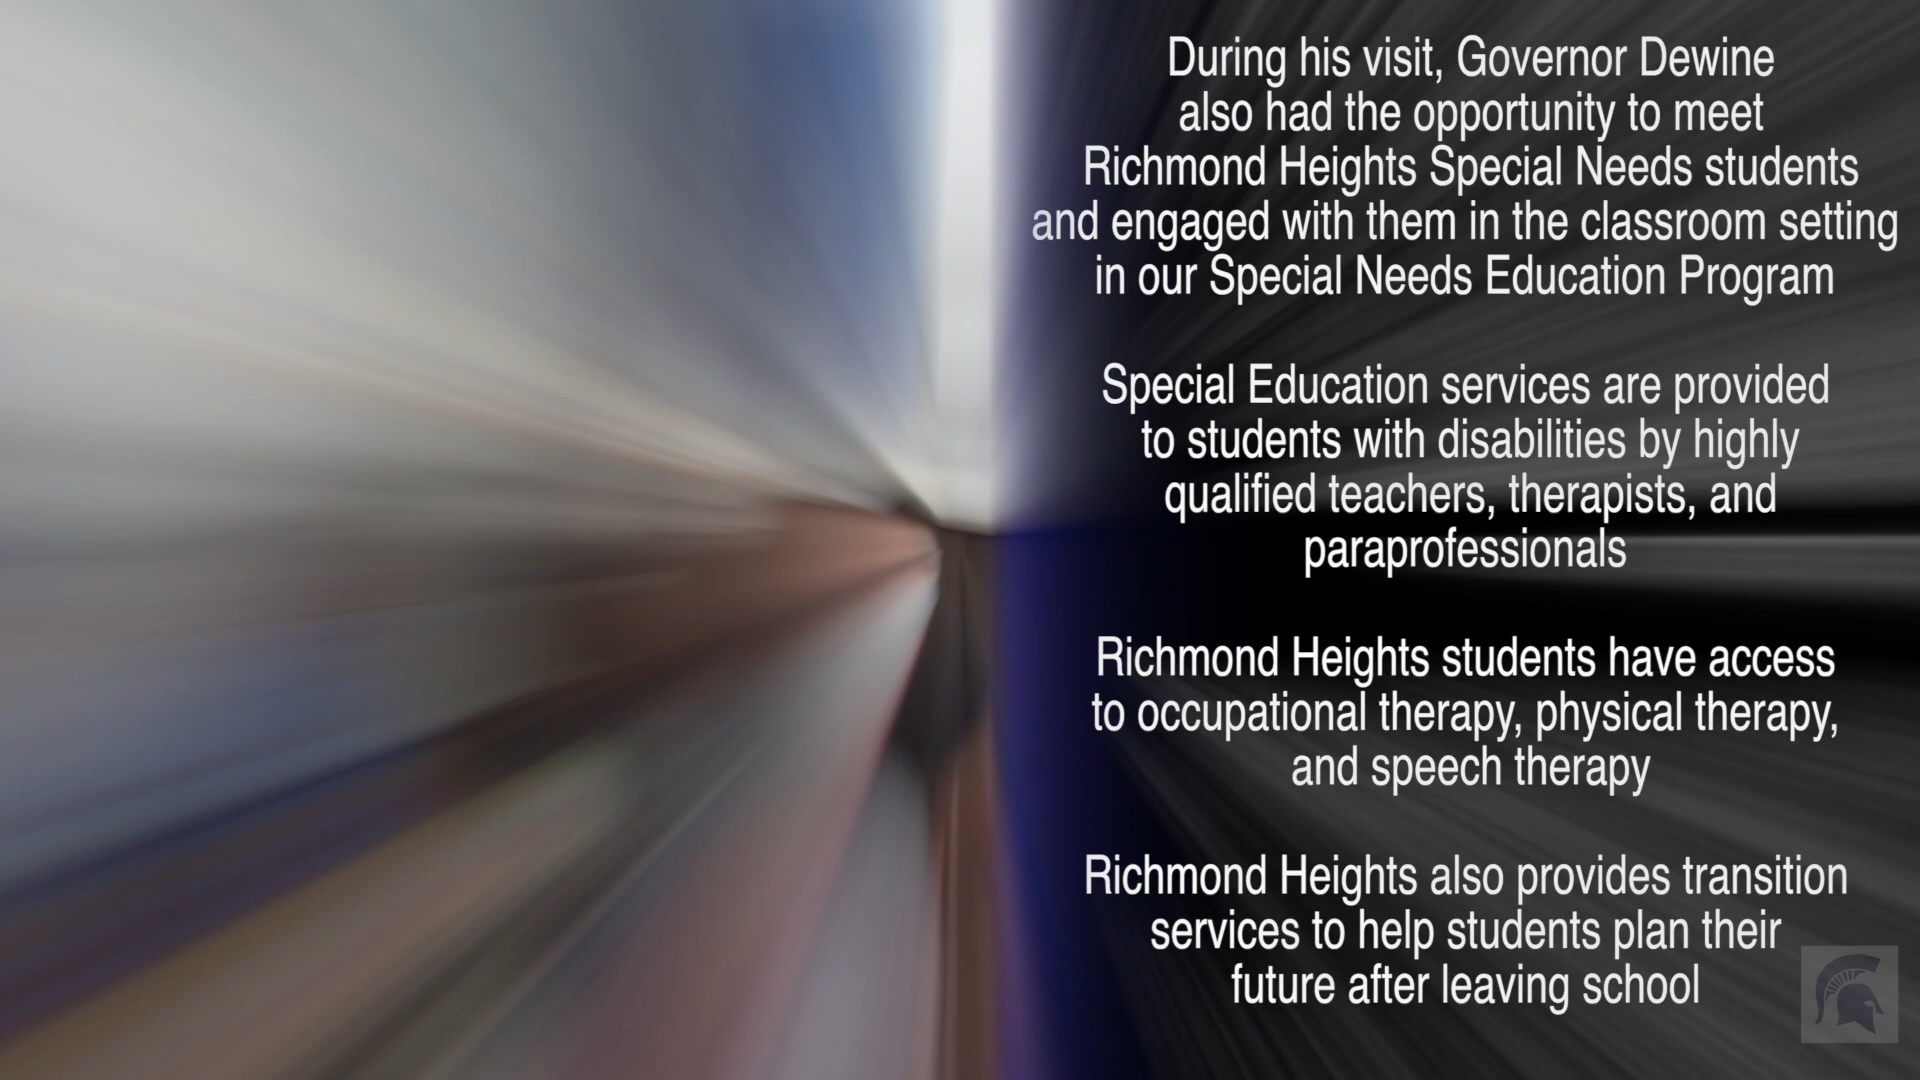 During his visit, Governor Dewine
also had the opportunity to meet
Richmond Heights Special Needs students
and engaged with them in the classroom setting
in our Special Needs Education Program
Special Education services are provided
to students with disabilities by highly
qualified teachers, therapists, and
paraprofessionals
Richmond Heights students have access
to occupational therapy, physical therapy,
and speech therapy
Richmond Heights also provides transition
services to help students plan their
future after leaving school